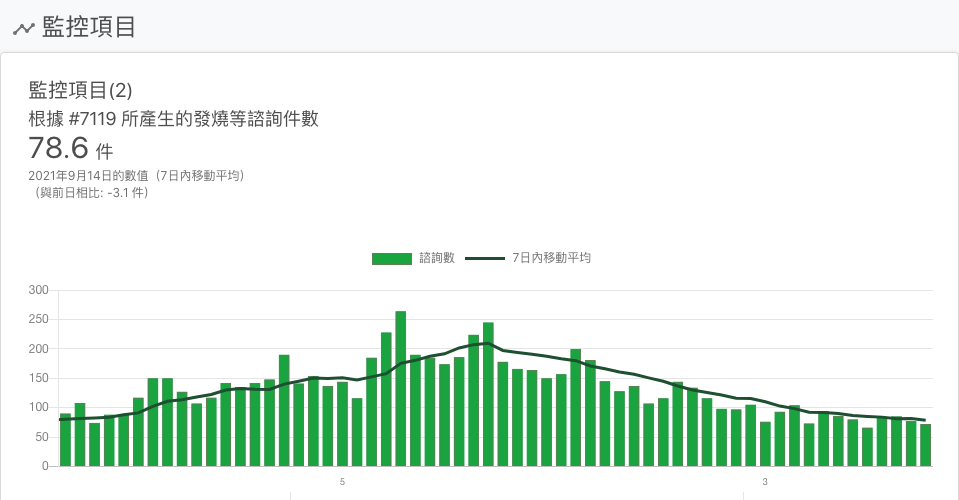 監控項目
監控項目(2)
根據 #7119 所產生的發燒等諮詢件數
78.6 件
2021年9月14日的數值（7日內移動平均）
（與前日相比: -3.1 件）
諮詢數 7日內移動平均
300
250
200
150
100
50
0
5 3